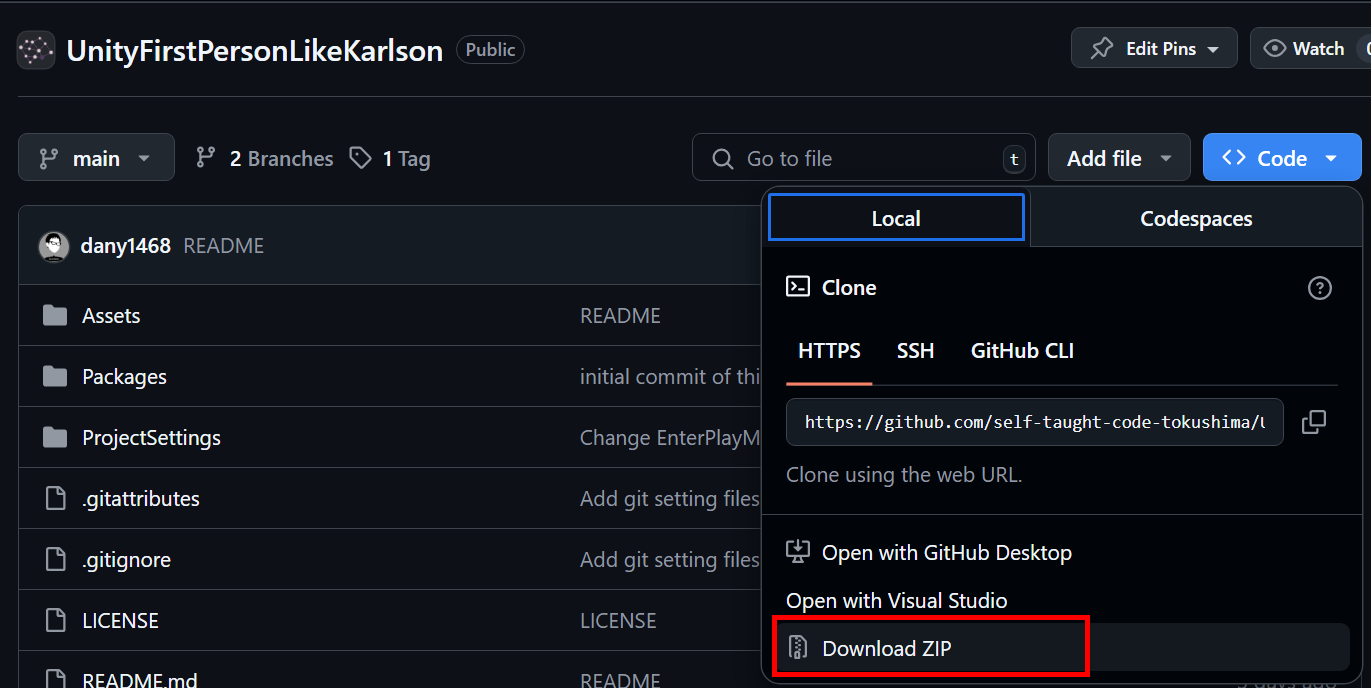 UnityFirstPersonLikeKarlson Public
Edit Pins
Watch
main
2 Branches
1 Tag
Go to file
t
Add file
Code
Local
Codespaces
dany1468 README
Clone
Assets README
HTTPS
SSH
GitHub CLI
Packages initial commit of thi
https://github.com/self-taught-code-tokushima/U
ProjectSettings Change EnterPlayM
Clone using the web URL.
.gitattributes Add git setting files
Open with GitHub Desktop
.gitignore Add git setting files
Open with Visual Studio
LICENSE LICENSE
Download ZIP
README.md README